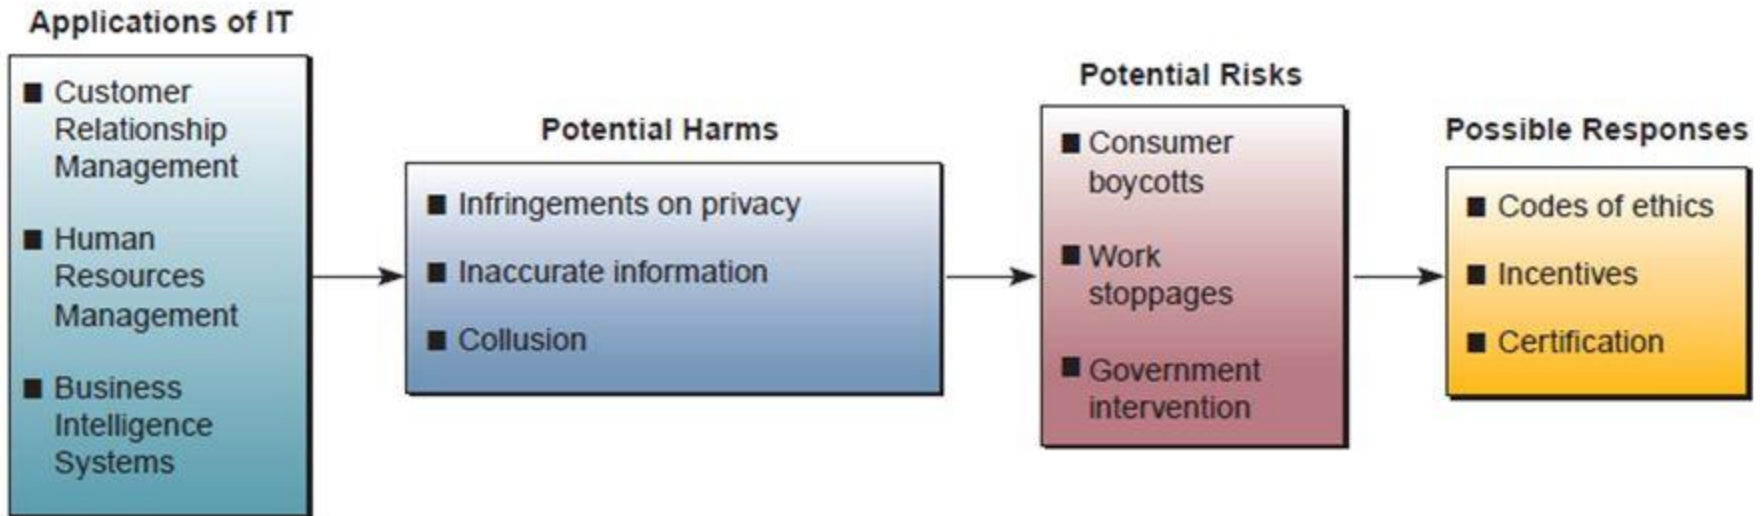 Applications of IT
■ Customer
Relationship
Management
■ Human
Resources
Management
■ Business
Intelligence
Systems
Potential Harms
■ Infringements on privacy
■ Inaccurate information
■ Collusion
Potential Risks
■ Consumer
boycotts
■ Work
stoppages
■ Government
intervention
Possible Responses
■ Codes of ethics
■ Incentives
■ Certification